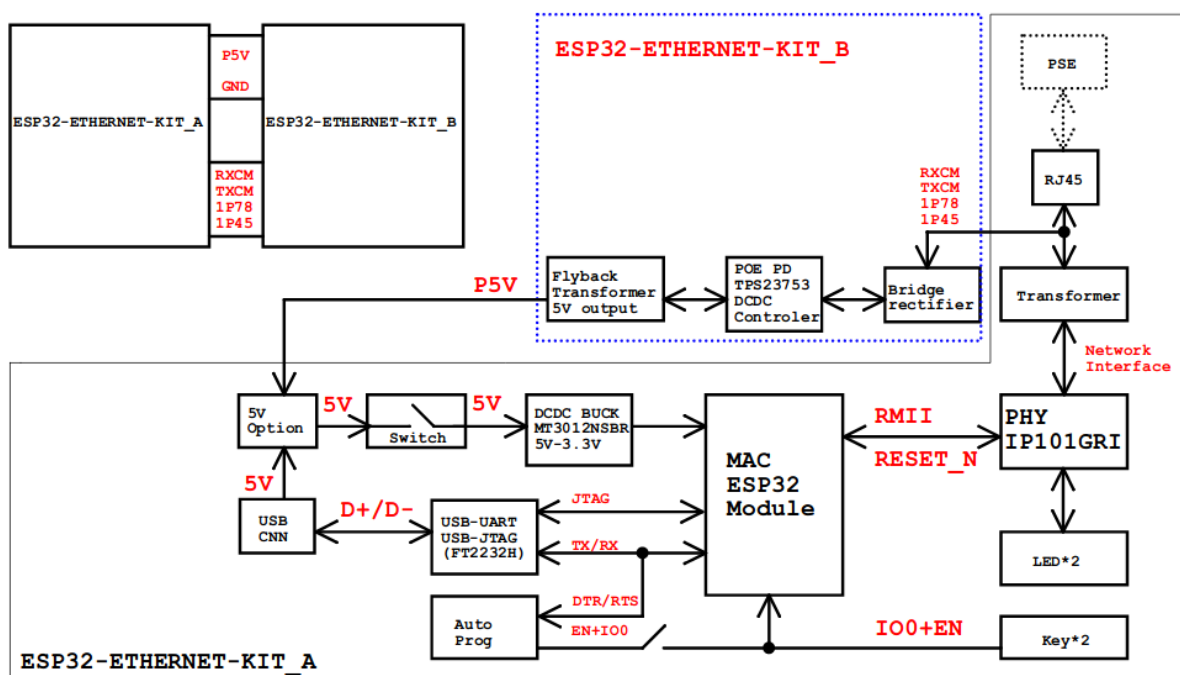 ESP32-ETHERNET-KIT_A
P5V
GND
RXCM
TXCM
1P78
1P45
ESP32-ETHERNET-KIT_B
ESP32-ETHERNET-KIT_B
PSE
RJ45
RXCM
TXCM
1P78
1P45
P5V
Flyback
Transformer
5V output
POE PD
TPS23753
DCDC
Controler
Bridge
rectifier
Transformer
Network
Interface
5V
Option
5V
Switch
5V
DCDC BUCK
MT3012NSBR
5V-3.3V
MAC
ESP32
Module
RMII
RESET_N
PHY
IP101GRI
5V
USB
CNN
D+/D-
USB-UART
USB-JTAG
(FT2232H)
JTAG
TX/RX
LED*2
DTR/RTS
Auto
Prog
EN+IO0
IO0+EN
Key*2
ESP32-ETHERNET-KIT_A